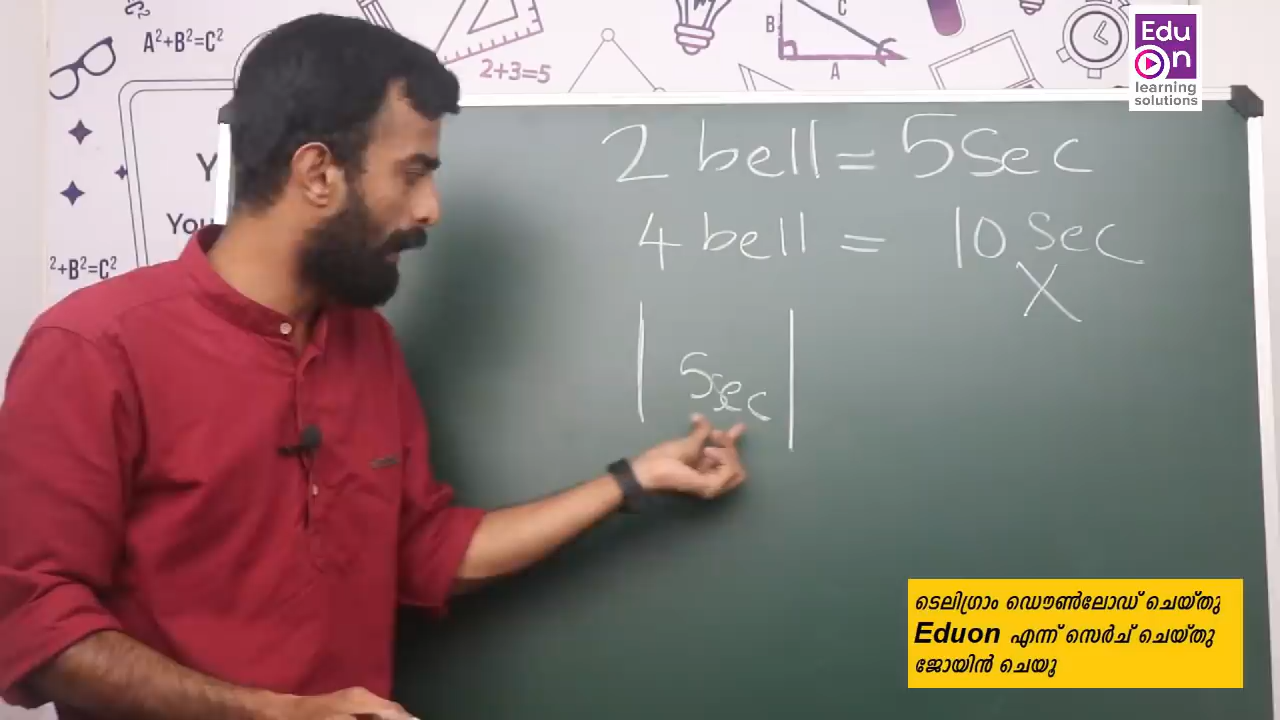 A²+B²=C²
2+3=5
B
C
A
Edu
on
learning
solutions
Y
You
²+B²=C²
2 bell = 5 Sec
4 bell = 10 Sec
X
5 sec
ടെലിഗ്രാം ഡൌൺലോഡ് ചെയ്തു
Eduon എന്ന് സെർച് ചെയ്തു
ജോയിൻ ചെയൂ